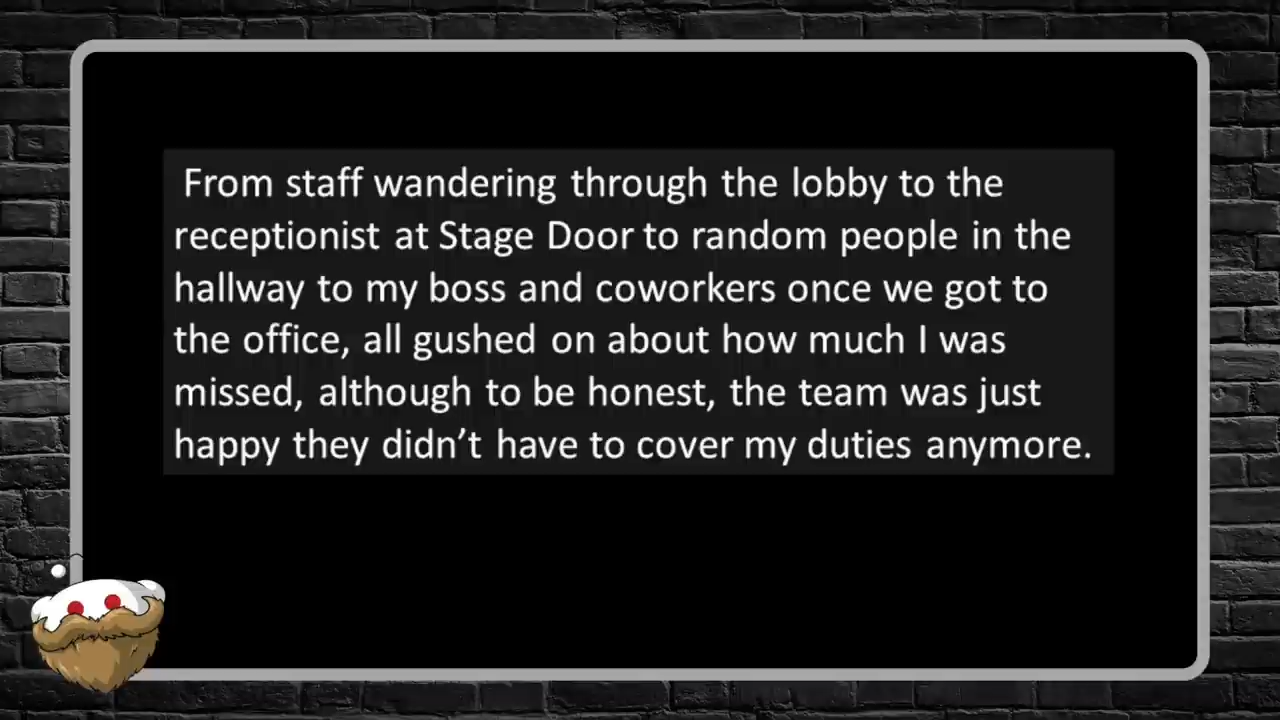 From staff wandering through the lobby to the
receptionist at Stage Door to random people in the
hallway to my boss and coworkers once we got to
the office, all gushed on about how much I was
missed, although to be honest, the team was just
happy they didn’t have to cover my duties anymore.